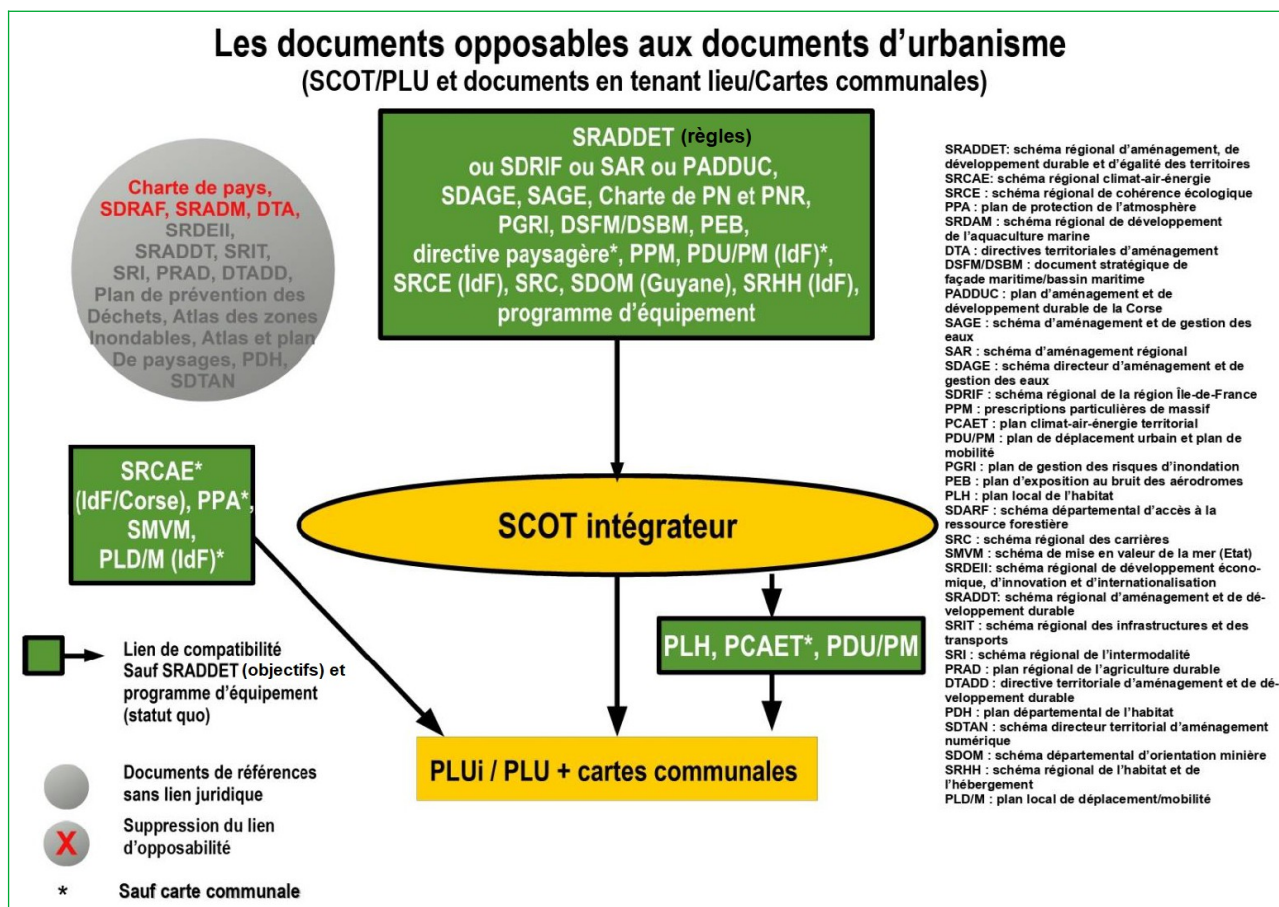 Les documents opposables aux documents d'urbanisme
(SCOT/PLU et documents en tenant lieu/Cartes communales)
SRADDET (règles)
ou SDRIF ou SAR ou PADDUC,
SDAGE, SAGE, Charte de PN et PNR,
PGRI, DSFM/DSBM, PEB,
directive paysagère*, PPM, PDU/PM (IdF)*,
SRCE (IdF), SRC, SDOM (Guyane), SRHH (IdF),
programme d'équipement
Charte de pays,
SDRAF, SRADM, DTA,
SRDEII,
SRADDT, SRIT,
SRI, PRAD, DTADD,
Plan de prévention des
Déchets, Atlas des zones
Inondables, Atlas et plan
De paysages, PDH,
SDTAN
SRCAE*
(IdF/Corse), PPA*,
SMVM,
PLD/M (IdF)*
SCOT intégrateur
PLH, PCAET*, PDU/PM
PLUi / PLU + cartes communales
Lien de compatibilité
Sauf SRADDET (objectifs) et
programme d'équipement
(statut quo)
Documents de références
sans lien juridique
X
Suppression du lien
d'opposabilité
* Sauf carte communale
SRADDET: schéma régional d'aménagement, de
développement durable et d'égalité des territoires
SRCAE: schéma régional climat-air-énergie
SRCE : schéma régional de cohérence écologique
PPA : plan de protection de l'atmosphère
SRDAM : schéma régional de développement
de l'aquaculture marine
DTA : directives territoriales d'aménagement
DSFM/DSBM : document stratégique de
façade maritime/bassin maritime
PADDUC : plan d'aménagement et de
développement durable de la Corse
SAGE : schéma d'aménagement et de gestion des
eaux
SAR : schéma d'aménagement régional
SDAGE : schéma directeur d'aménagement et de
gestion des eaux
SDRIF : schéma régional de la région Île-de-France
PPM : prescriptions particulières de massif
PCAET : plan climat-air-énergie territorial
PDU/PM : plan de déplacement urbain et plan de
mobilité
PGRI : plan de gestion des risques d'inondation
PEB : plan d'exposition au bruit des aérodromes
PLH : plan local de l'habitat
SDARF : schéma départemental d'accès à la
ressource forestière
SRC : schéma régional des carrières
SMVM : schéma de mise en valeur de la mer (Etat)
SRDEII: schéma régional de développement écono-
mique, d'innovation et d'internationalisation
SRADDT: schéma régional d'aménagement et de dé-
veloppement durable
SRIT : schéma régional des infrastructures et des
transports
SRI : schéma régional de l'intermodalité
PRAD : plan régional de l'agriculture durable
DTADD : directive territoriale d'aménagement et de dé-
veloppement durable
PDH : plan départemental de l'habitat
SDTAN : schéma directeur territorial d'aménagement
numérique
SDOM : schéma départemental d'orientation minière
SRHH : schéma régional de l'habitat et de
l'hébergement
PLD/M : plan local de déplacement/mobilité